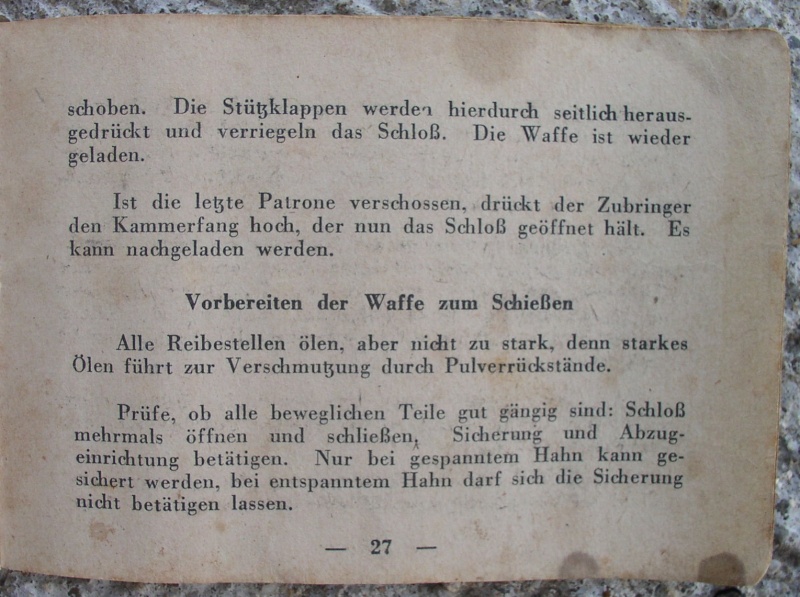 schoben. Die Stützklappen werden hierdurch seitlich heraus-
gedrückt und verriegeln das Schloß. Die Waffe ist wieder
geladen.
Ist die letzte Patrone verschossen, drückt der Zubringer
den Kammerfang hoch, der nun das Schloß geöffnet hält. Es
kann nachgeladen werden.
Vorbereiten der Waffe zum Schießen
Alle Reibestellen ölen, aber nicht zu stark, denn starkes
Ölen führt zur Verschmutzung durch Pulverrückstände.
Prüfe, ob alle beweglichen Teile gut gängig sind: Schloß
mehrmals öffnen und schließen, Sicherung und Abzug-
einrichtung betätigen. Nur bei gespanntem Hahn kann ge-
sichert werden, bei entspanntem Hahn darf sich die Sicherung
nicht betätigen lassen.
— 27 —